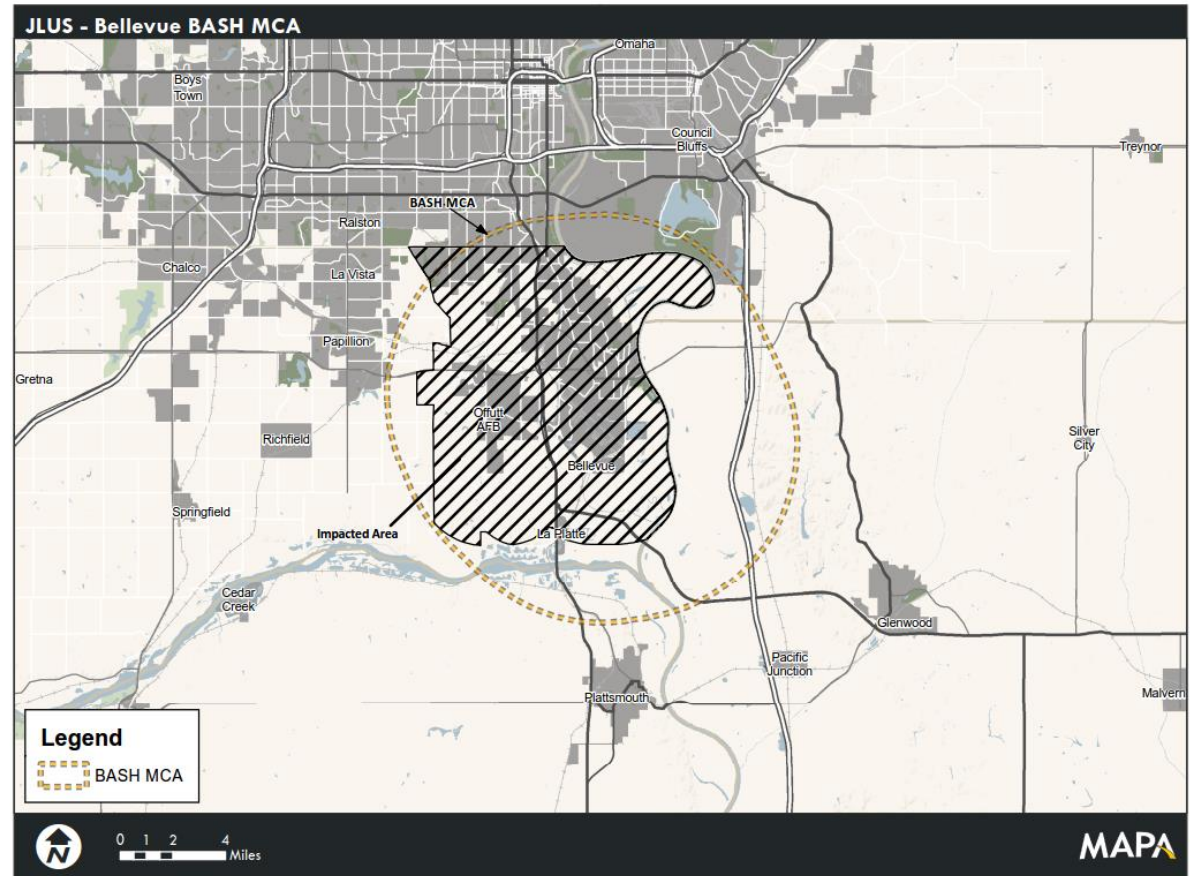 JLUS - Bellevue BASH MCA
Omaha
Boys
Town
Council
Bluffs
Treynor
BASH MCA
Ralston
Chalco
La Vista
Papillion
Gretna
Offutt
AFB
Richfield
Silver
City
Bellevue
Springfield
Impacted Area
La Platte
Cedar
Creek
Glenwood
Pacific
Junction
Plattsmouth
Malvern
Legend
BASH MCA
N
0 1 2 4
Miles
MAPA